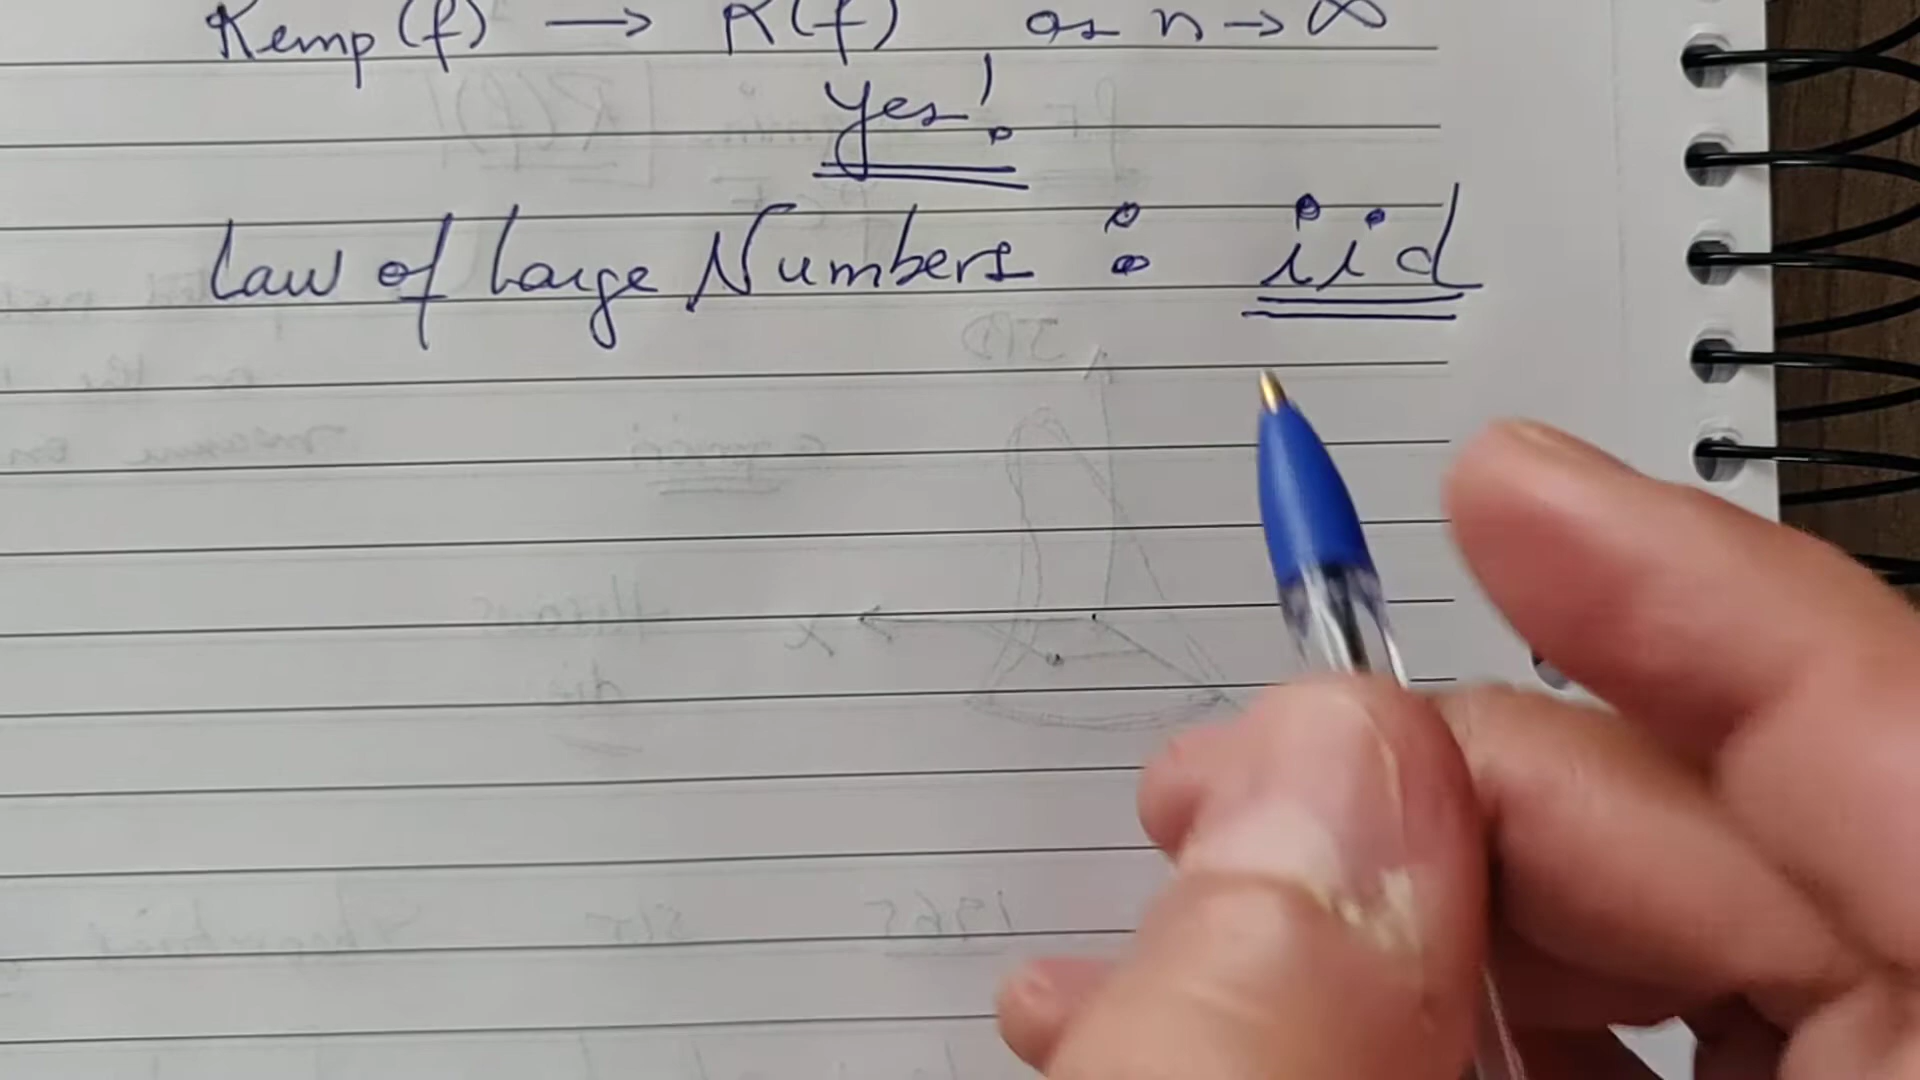 Remp (f) → R(f) as n → ∞
Yes!
Law of Large Numbers : iid